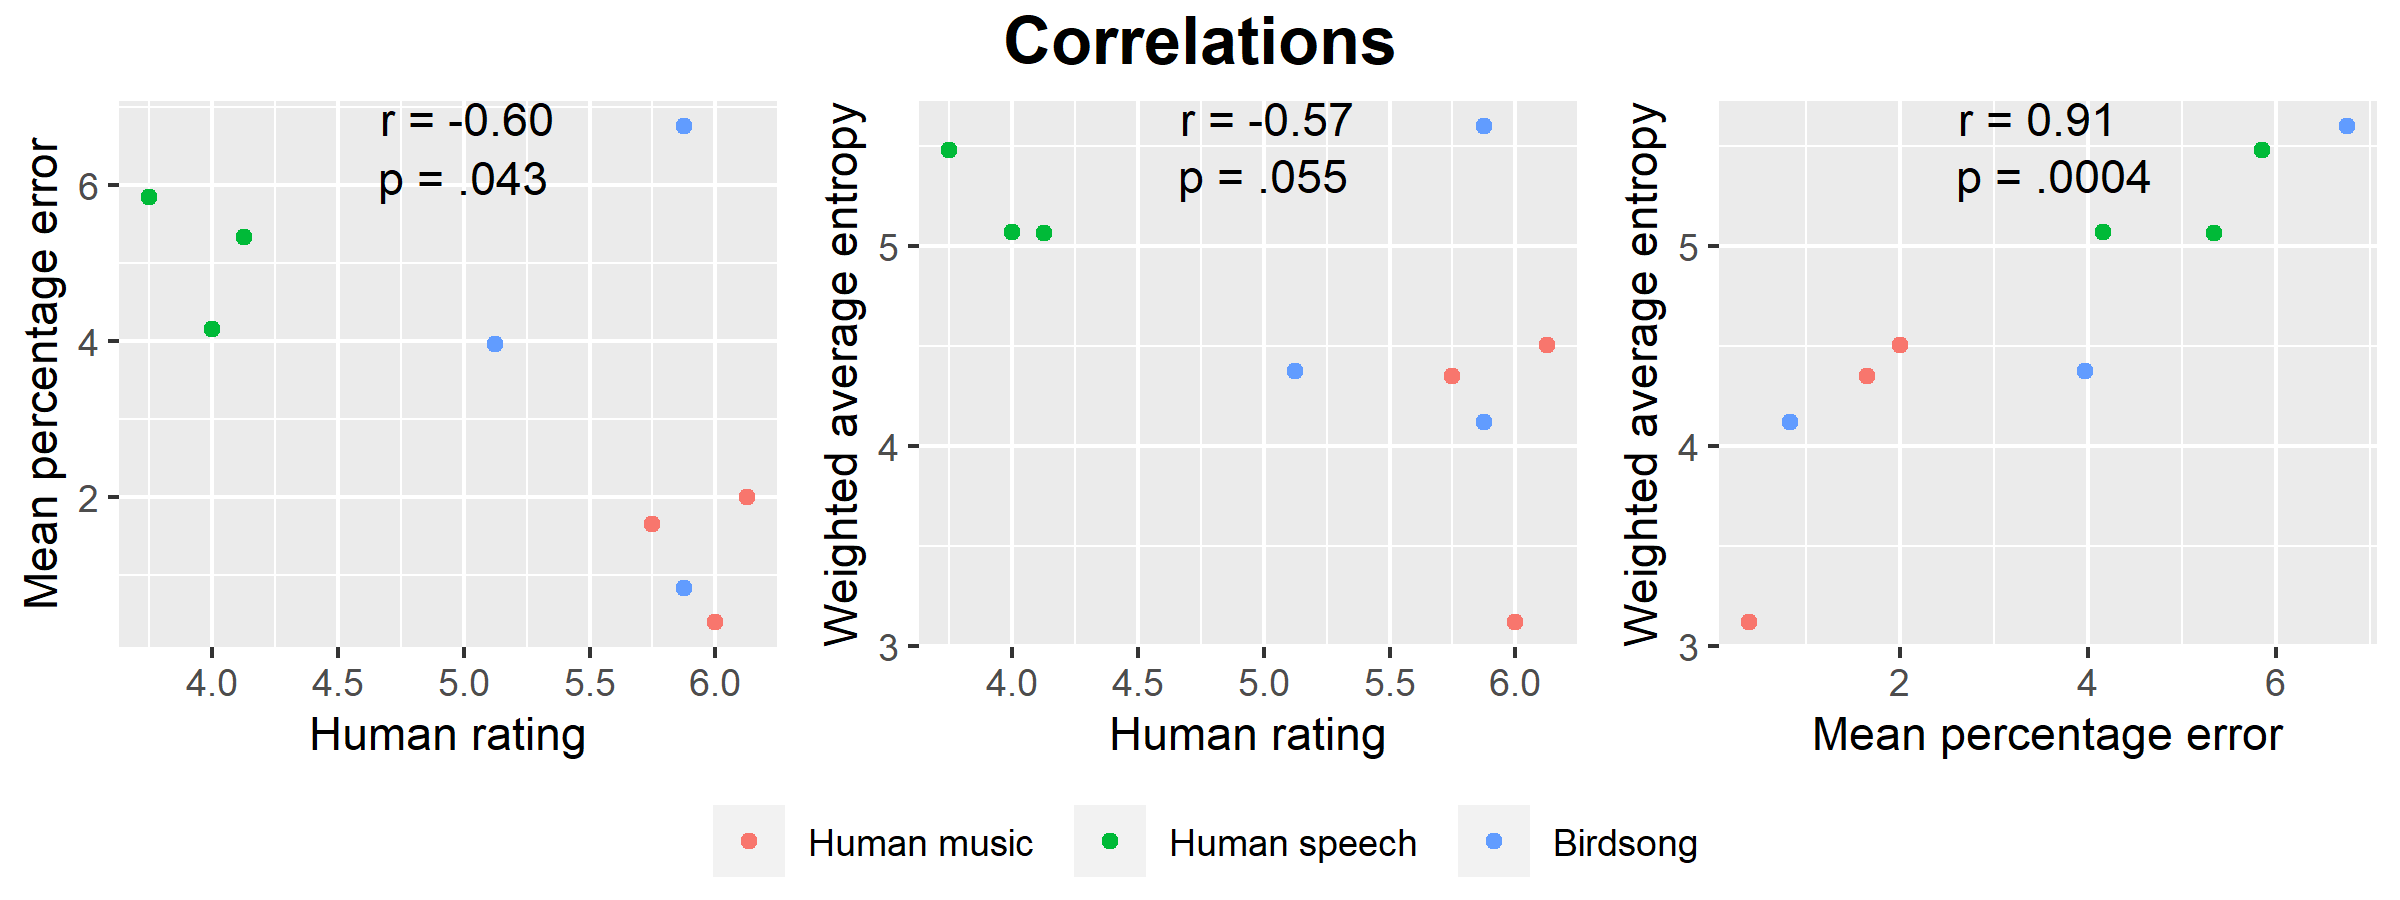 Correlations
Mean percentage error
6
4
2
r = -0.60
p = .043
4.0 4.5 5.0 5.5 6.0
Human rating
Weighted average entropy
5
4
3
r = -0.57
p = .055
4.0 4.5 5.0 5.5 6.0
Human rating
Weighted average entropy
5
4
3
r = 0.91
p = .0004
2 4 6
Mean percentage error
Human music Human speech Birdsong